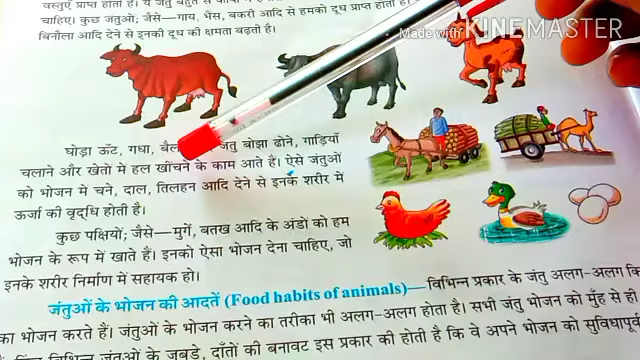 वस्तुएँ प्राप्त होती हैं। ये जंतु बहुत से
चाहिए। कुछ जंतुओं; जैसे—गाय, भैंस, बकरी आदि से हमको दूध प्राप्त होता है।
बिनौला आदि देने से इनकी दूध की क्षमता बढ़ती है।
Made with KINEMASTER
घोड़ा ऊँट, गधा, बैल जंतु बोझा ढोने, गाड़ियाँ
चलाने और खेतों में हल खींचने के काम आते हैं। ऐसे जंतुओं
को भोजन में चने, दाल, तिलहन आदि देने से इनके शरीर में
ऊर्जा की वृद्धि होती है।
कुछ पक्षियों; जैसे—मुर्गे, बतख आदि के अंडों को हम
भोजन के रूप में खाते हैं। इनको ऐसा भोजन देना चाहिए, जो
इनके शरीर निर्माण में सहायक हो।
जंतुओं के भोजन की आदतें (Food habits of animals)—विभिन्न प्रकार के जंतु अलग-अलग
का भोजन करते हैं। जंतुओं के भोजन करने का तरीका भी अलग-अलग होता है। सभी जंतु भोजन को मुँह से ही
विभिन्न जंतुओं के जबड़े, दाँतों की बनावट इस प्रकार की होती है कि वे अपने भोजन को